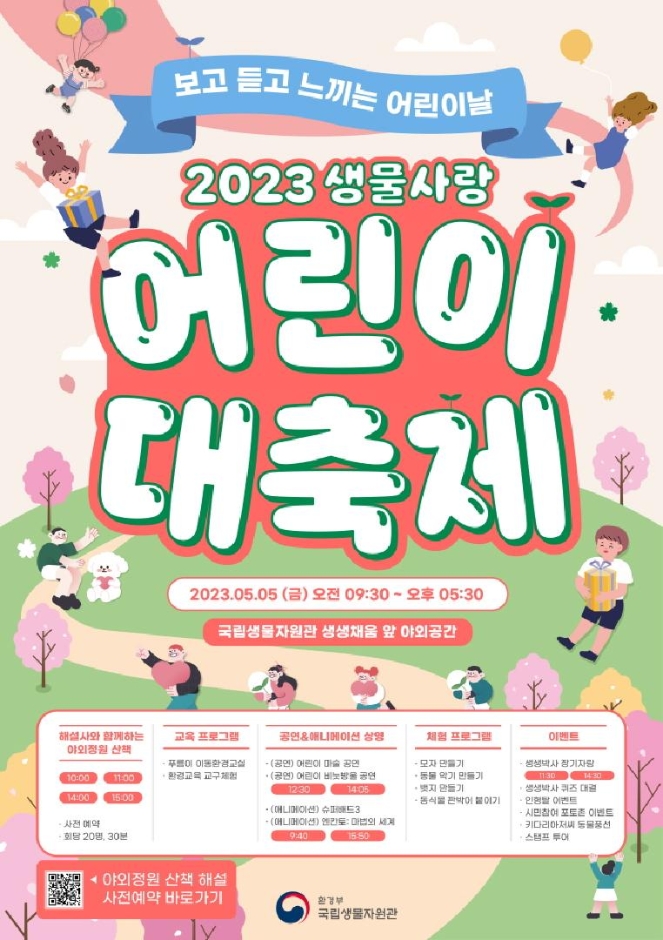 보고 듣고 느끼는 어린이날
2023 생물사랑
어린이
대축제
2023.05.05 (금) 오전 09:30 ~ 오후 05:30
국립생물자원관 생생채움 앞 야외공간
해설사와 함께하는
야외정원 산책
10:00 11:00
14:00 15:00
· 사전 예약
· 회당 20명, 30분
교육 프로그램
· 푸름이 이동환경교실
· 환경교육 교구체험
공연&애니메이션 상영
· (공연) 어린이 마술 공연
· (공연) 어린이 비눗방울 공연
12:30 14:05
· (애니메이션) 슈퍼배드3
· (애니메이션) 엔칸토: 마법의 세계
9:40 15:50
체험 프로그램
· 모자 만들기
· 동물 악기 만들기
· 뱃지 만들기
· 동식물 판박이 붙이기
이벤트
· 생생박사 장기자랑
11:30 14:30
· 생생박사 퀴즈 대결
· 인형탈 이벤트
· 시민참여 포토존 이벤트
· 키다리아저씨 동물풍선
· 스탬프 투어
야외정원 산책 해설
사전예약 바로가기
환경부
국립생물자원관